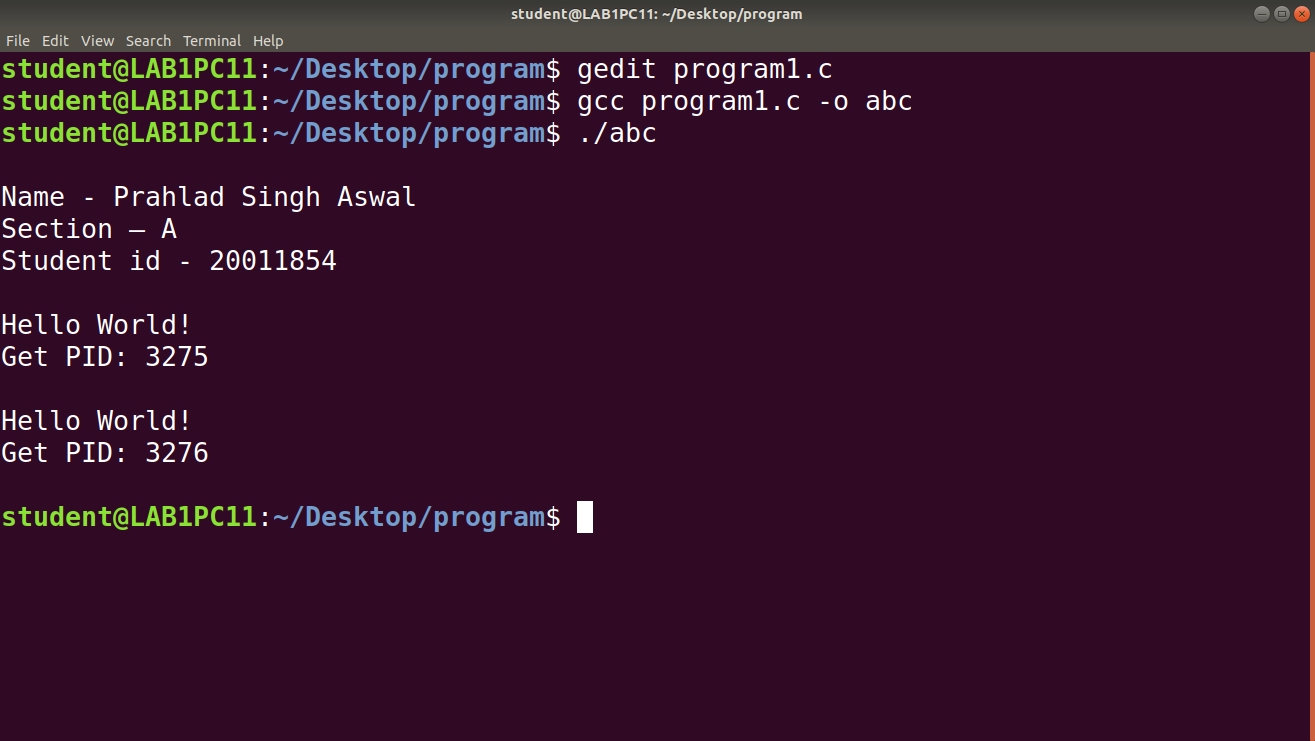 student@LAB1PC11: ~/Desktop/program
File Edit View Search Terminal Help
student@LAB1PC11:~/Desktop/program$ gedit program1.c
student@LAB1PC11:~/Desktop/program$ gcc program1.c -o abc
student@LAB1PC11:~/Desktop/program$ ./abc
Name - Prahlad Singh Aswal
Section – A
Student id - 20011854
Hello World!
Get PID: 3275
Hello World!
Get PID: 3276
student@LAB1PC11:~/Desktop/program$